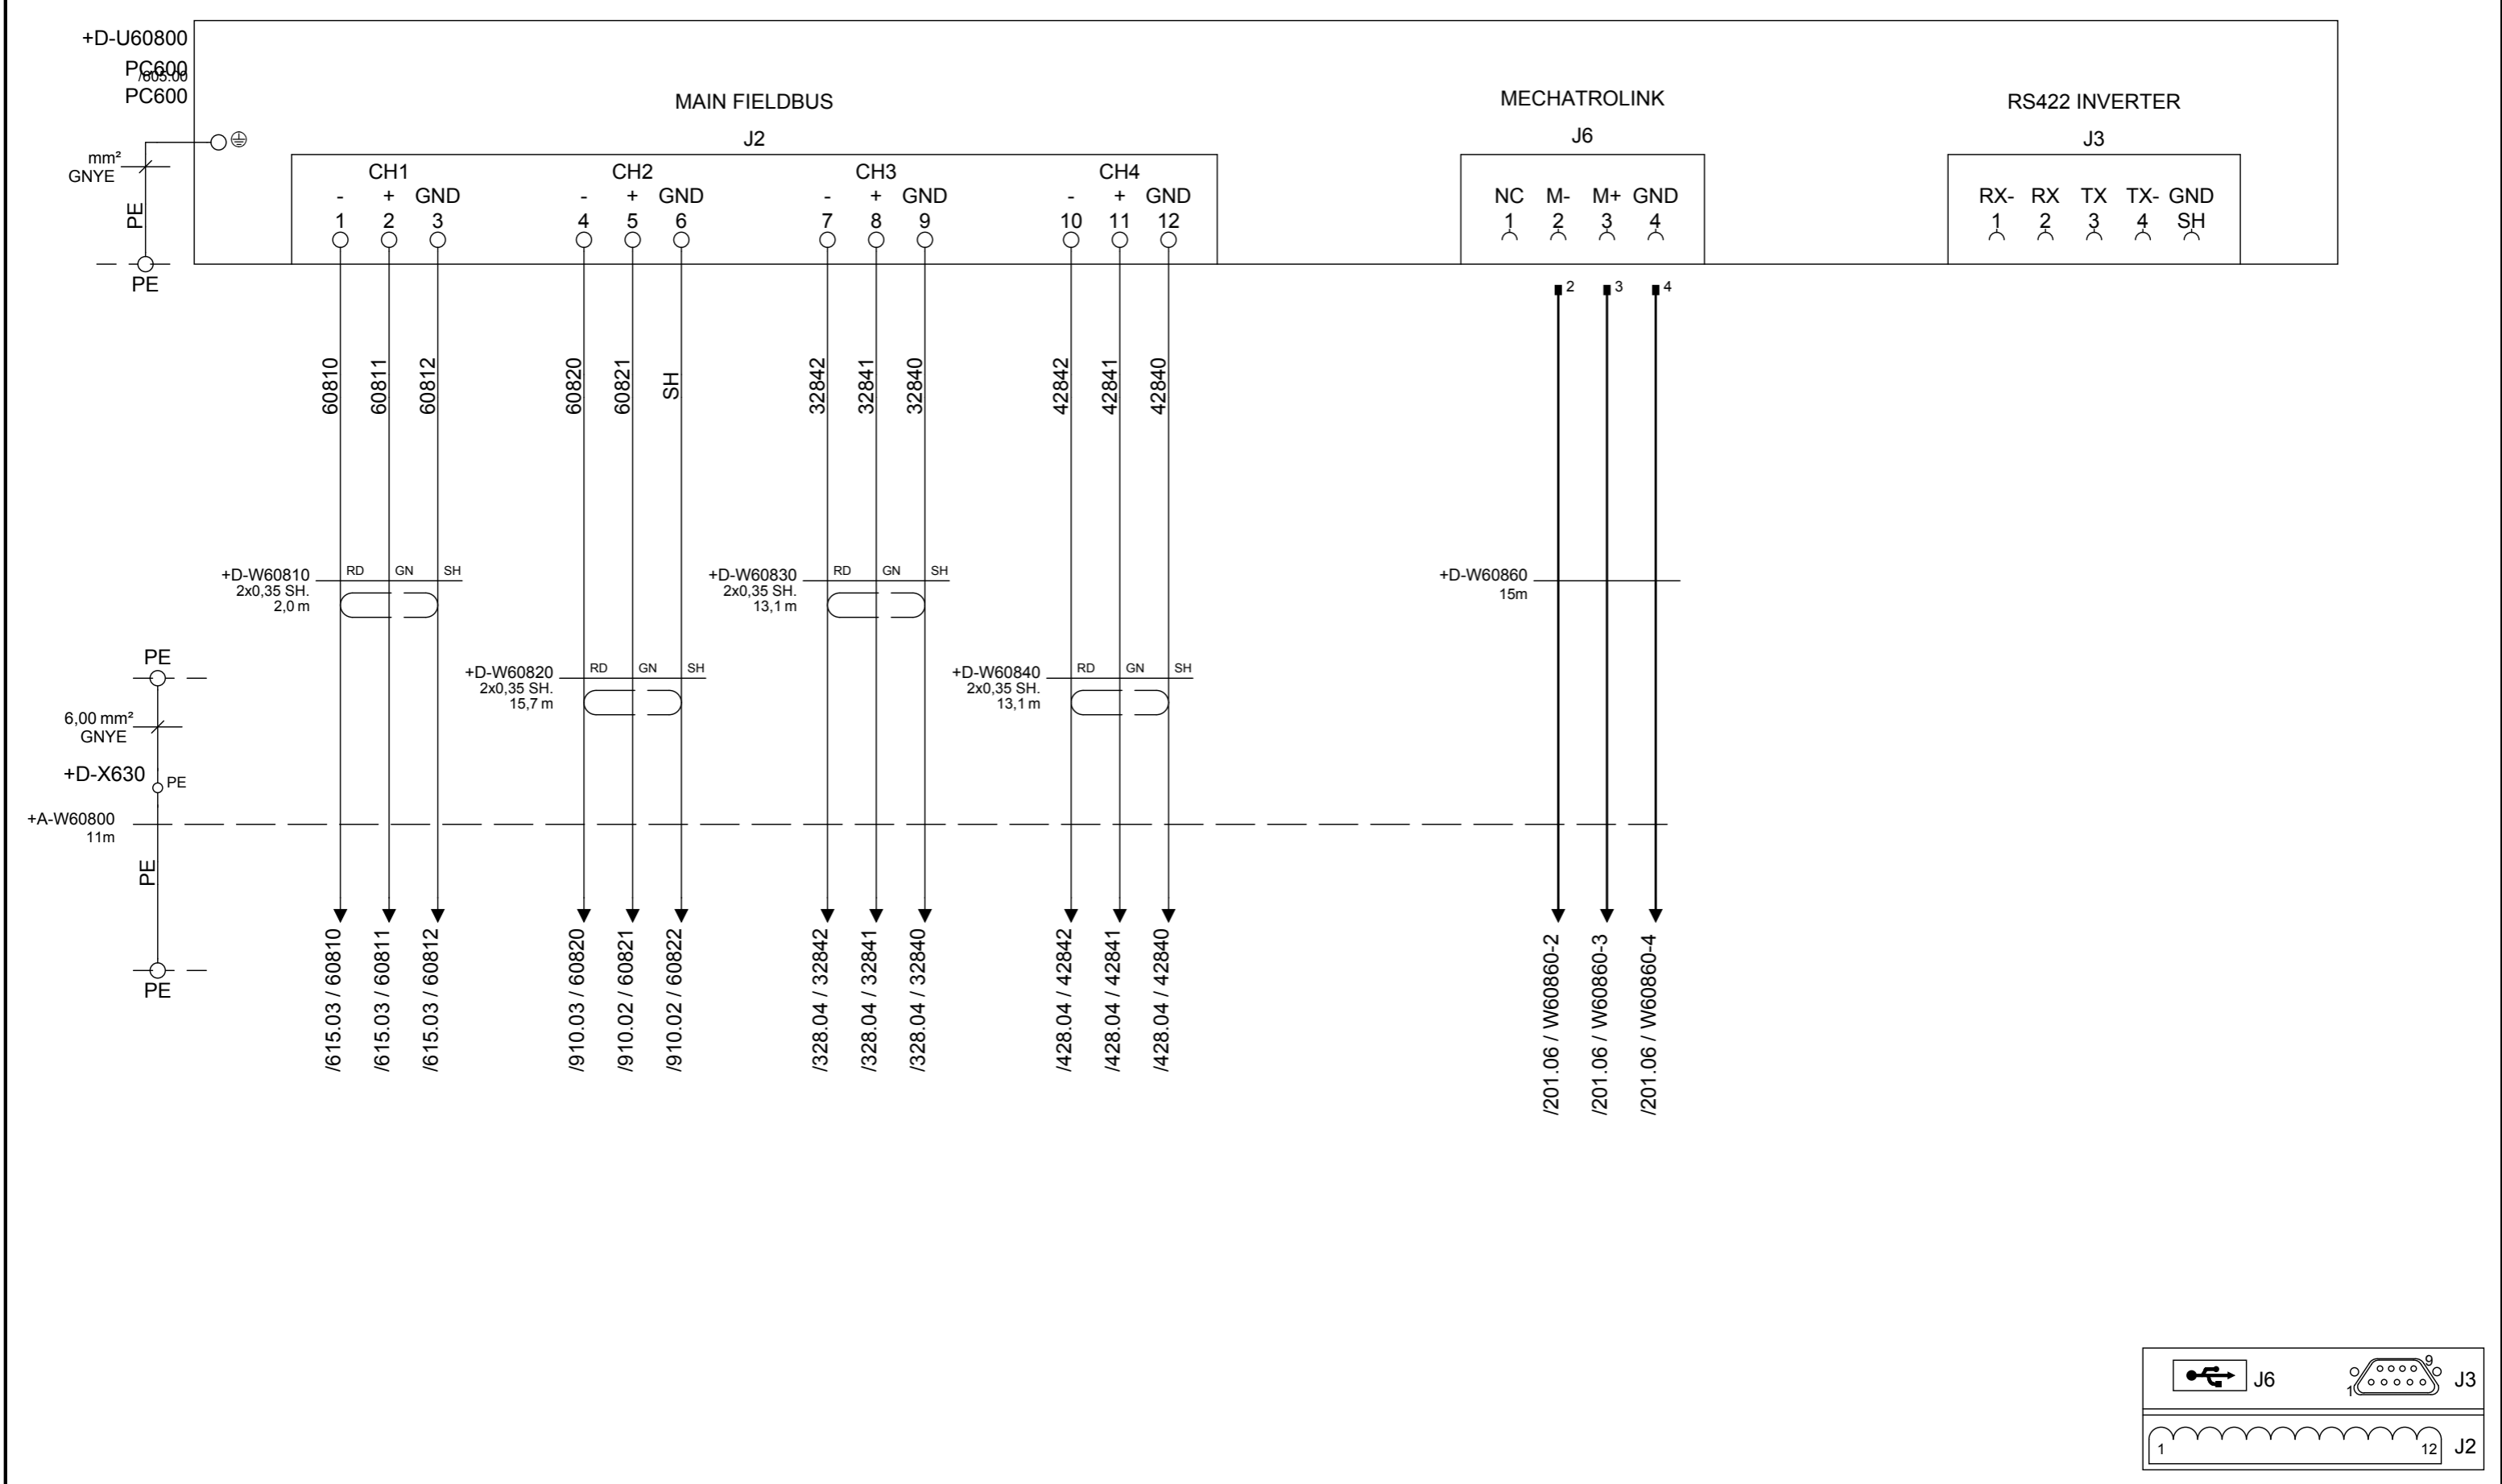 +D-U60800
PC600
/605.00
PC600
MAIN FIELDBUS
MECHATROLINK
RS422 INVERTER
J2
J6
J3
mm²
GNYE
PE
PE
CH1
CH2
CH3
CH4
- + GND
- + GND
- + GND
- + GND
NC M- M+ GND
RX- RX TX TX- GND
1 2 3
4 5 6
7 8 9
10 11 12
1 2 3 4
1 2 3 4 SH
2 3 4
60810
60811
60812
60820
60821
SH
32842
32841
32840
42842
42841
42840
+D-W60810
2x0,35 SH.
2,0 m
RD GN SH
+D-W60830
2x0,35 SH.
13,1 m
RD GN SH
+D-W60860
15m
+D-W60820
2x0,35 SH.
15,7 m
RD GN SH
+D-W60840
2x0,35 SH.
13,1 m
RD GN SH
PE
6,00 mm²
GNYE
+D-X630
PE
+A-W60800
11m
PE
PE
/615.03 / 60810
/615.03 / 60811
/615.03 / 60812
/910.03 / 60820
/910.02 / 60821
/910.02 / 60822
/328.04 / 32842
/328.04 / 32841
/328.04 / 32840
/428.04 / 42842
/428.04 / 42841
/428.04 / 42840
/201.06 / W60860-2
/201.06 / W60860-3
/201.06 / W60860-4
J6
1
9
J3
1
12
J2